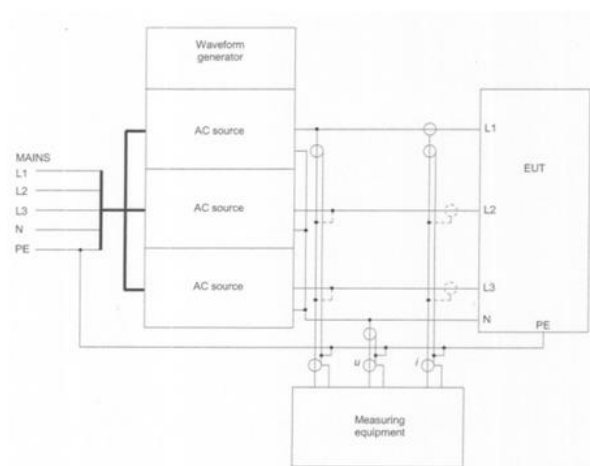 Waveform
generator
AC source
L1
MAINS
L1
EUT
L2
AC source
L2
L3
N
PE
AC source
L3
N
PE
u
i
Measuring
equipment